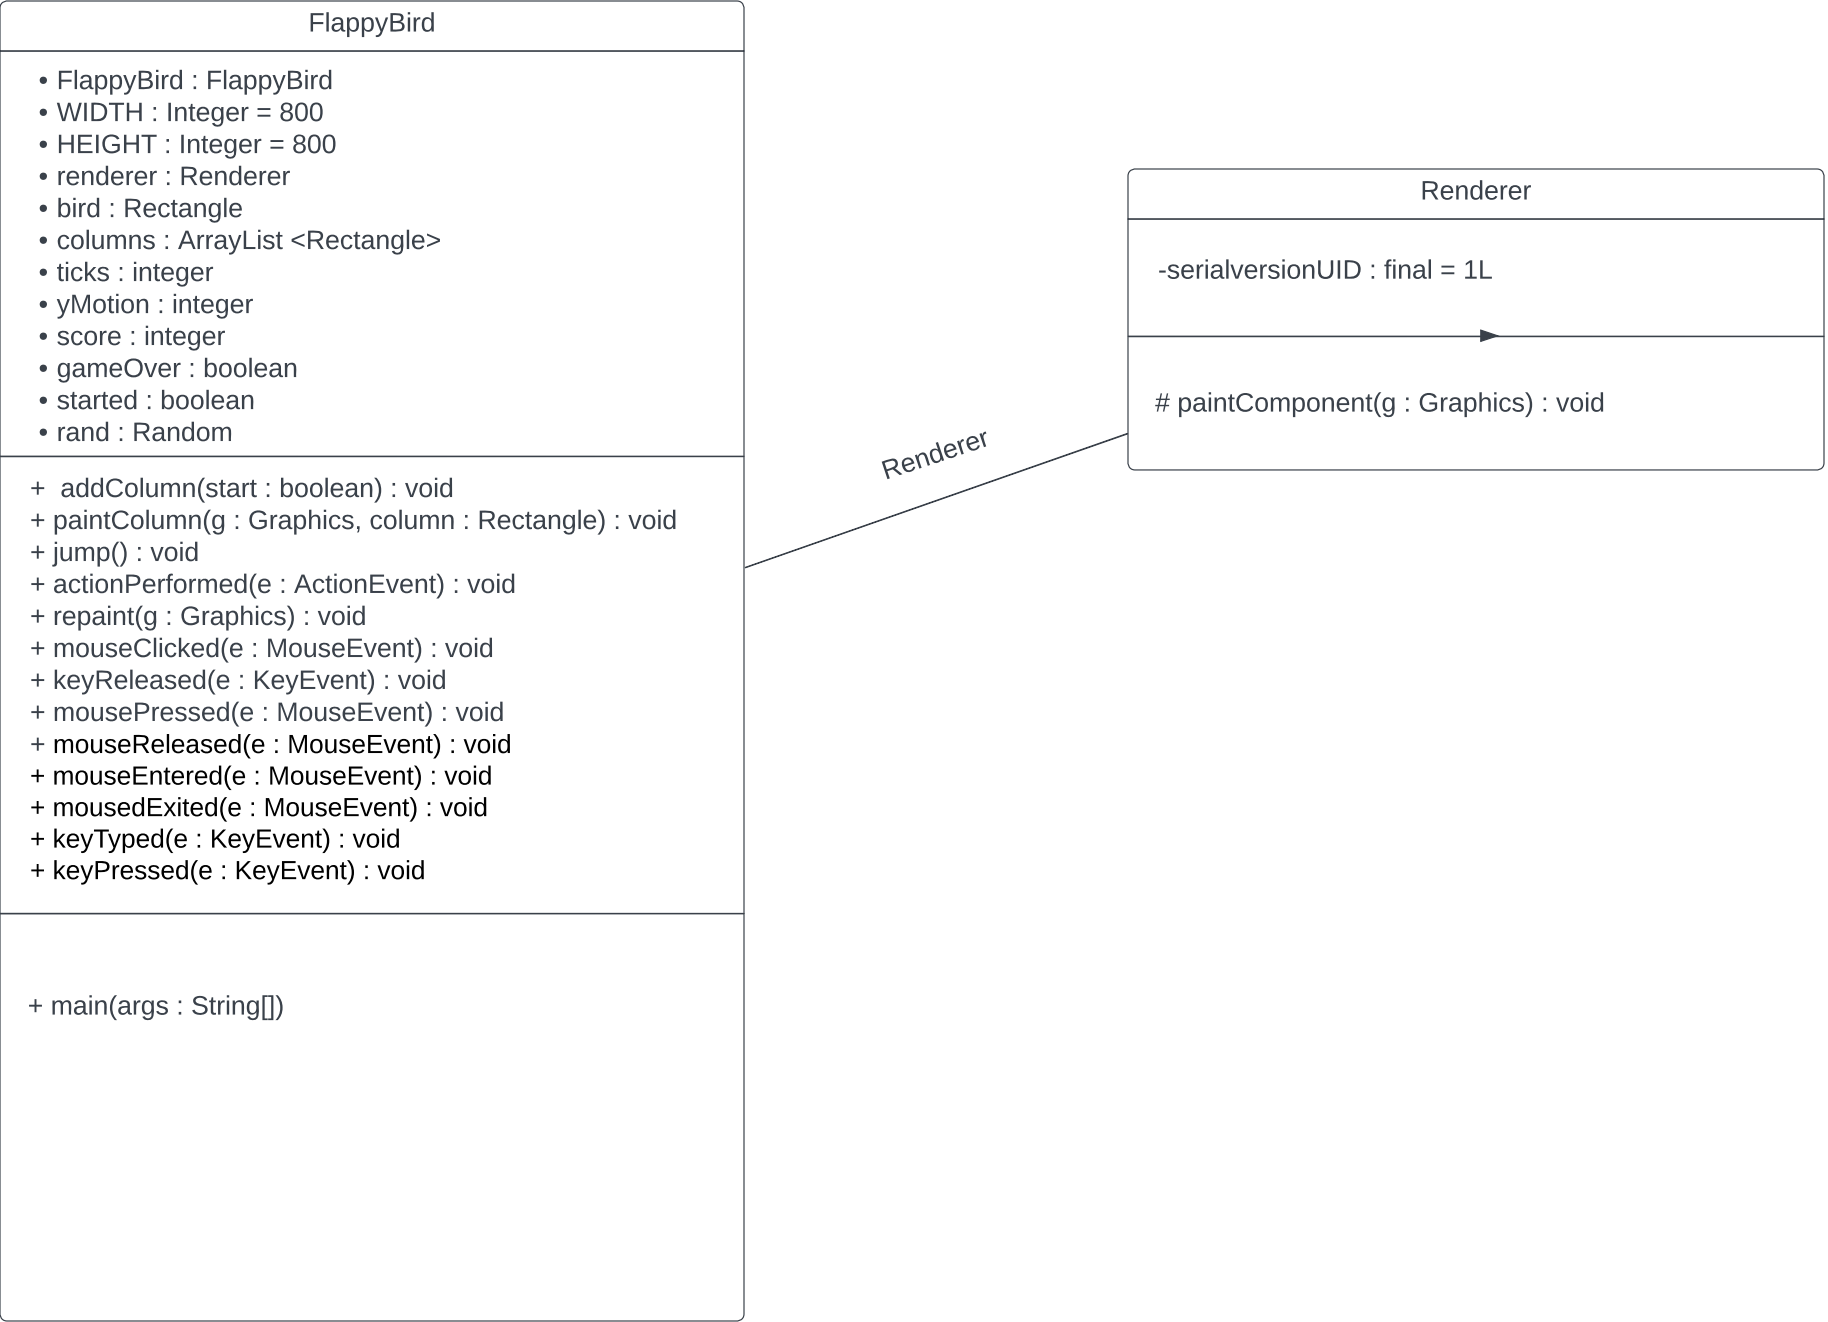 FlappyBird
• FlappyBird : FlappyBird
• WIDTH : Integer = 800
• HEIGHT : Integer = 800
• renderer : Renderer
• bird : Rectangle
• columns : ArrayList <Rectangle>
• ticks : integer
• yMotion : integer
• score : integer
• gameOver : boolean
• started : boolean
• rand : Random
+ addColumn(start : boolean) : void
+ paintColumn(g : Graphics, column : Rectangle) : void
+ jump() : void
+ actionPerformed(e : ActionEvent) : void
+ repaint(g : Graphics) : void
+ mouseClicked(e : MouseEvent) : void
+ keyReleased(e : KeyEvent) : void
+ mousePressed(e : MouseEvent) : void
+ mouseReleased(e : MouseEvent) : void
+ mouseEntered(e : MouseEvent) : void
+ mousedExited(e : MouseEvent) : void
+ keyTyped(e : KeyEvent) : void
+ keyPressed(e : KeyEvent) : void
+ main(args : String[])
Renderer
Renderer
-serialversionUID : final = 1L
# paintComponent(g : Graphics) : void